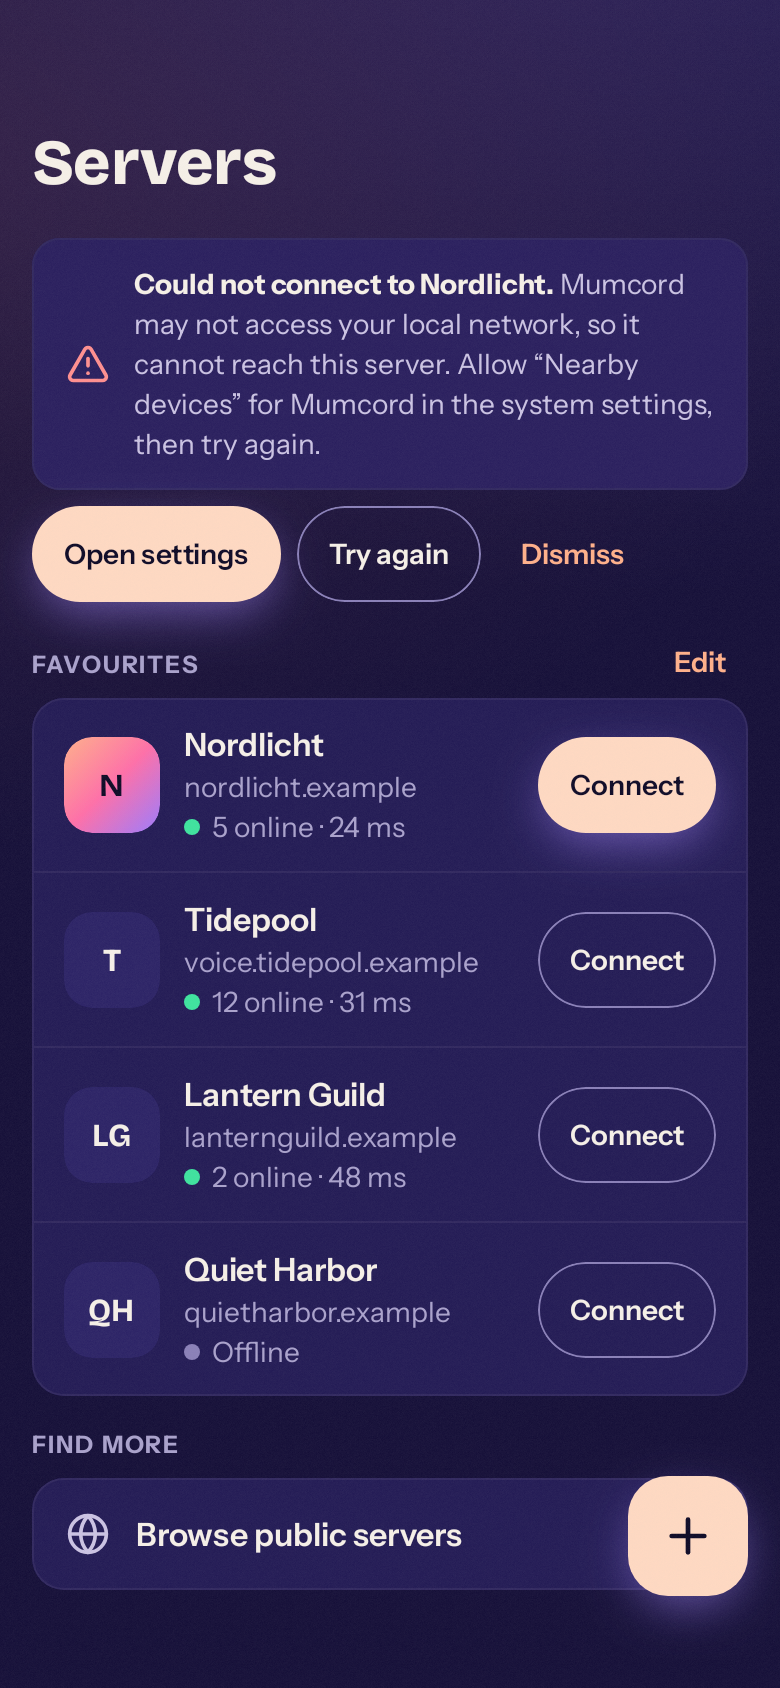 Servers
Could not connect to Nordlicht. Mumcord
may not access your local network, so it
cannot reach this server. Allow “Nearby
devices” for Mumcord in the system settings,
then try again.
Open settings
Try again
Dismiss
FAVOURITES
Edit
N
Nordlicht
nordlicht.example
5 online · 24 ms
Connect
T
Tidepool
voice.tidepool.example
12 online · 31 ms
Connect
LG
Lantern Guild
lanternguild.example
2 online · 48 ms
Connect
QH
Quiet Harbor
quietharbor.example
Offline
Connect
FIND MORE
Browse public servers